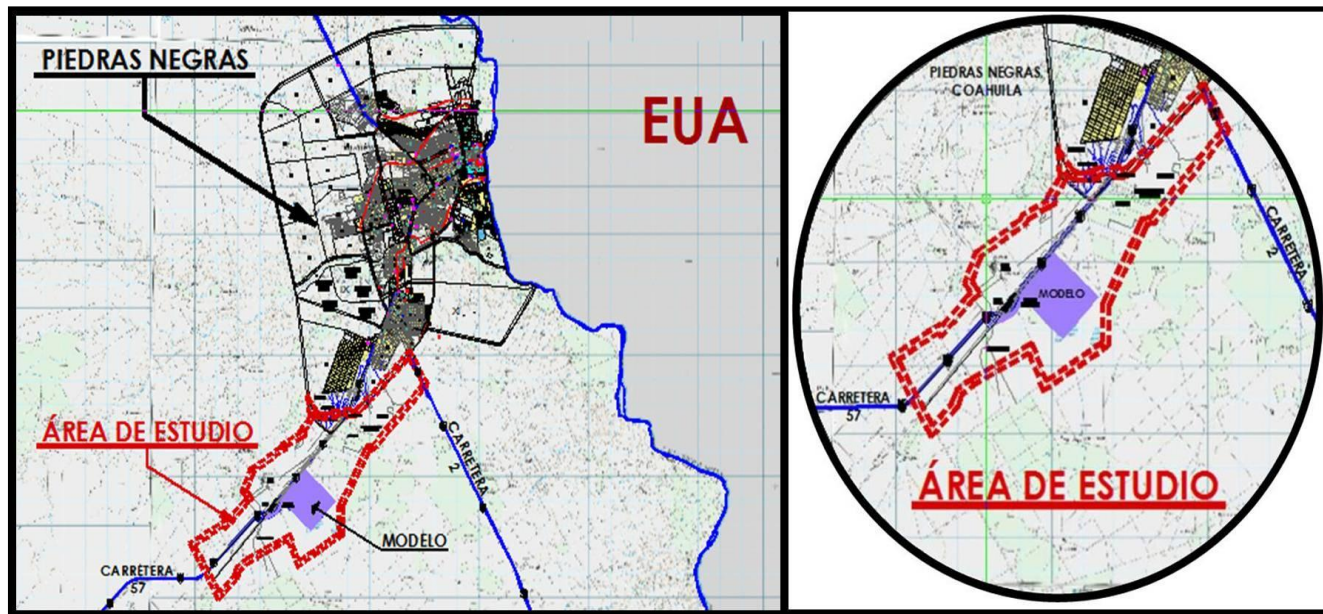 PIEDRAS NEGRAS
EUA
ÁREA DE ESTUDIO
CARRETERA
2
MODELO
CARRETERA
57
PIEDRAS NEGRAS,
COAHUILA
CARRETERA
2
MODELO
CARRETERA
57
ÁREA DE ESTUDIO